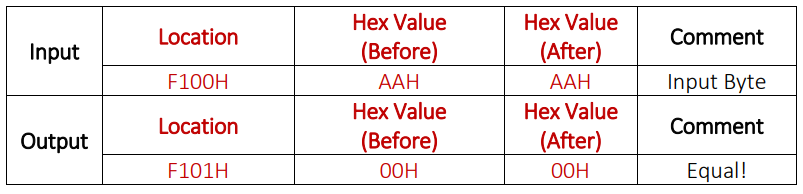 Input Location Hex Value (Before) Hex Value (After) Comment
F100H AAH AAH Input Byte
Output Location Hex Value (Before) Hex Value (After) Comment
F101H 00H 00H Equal!